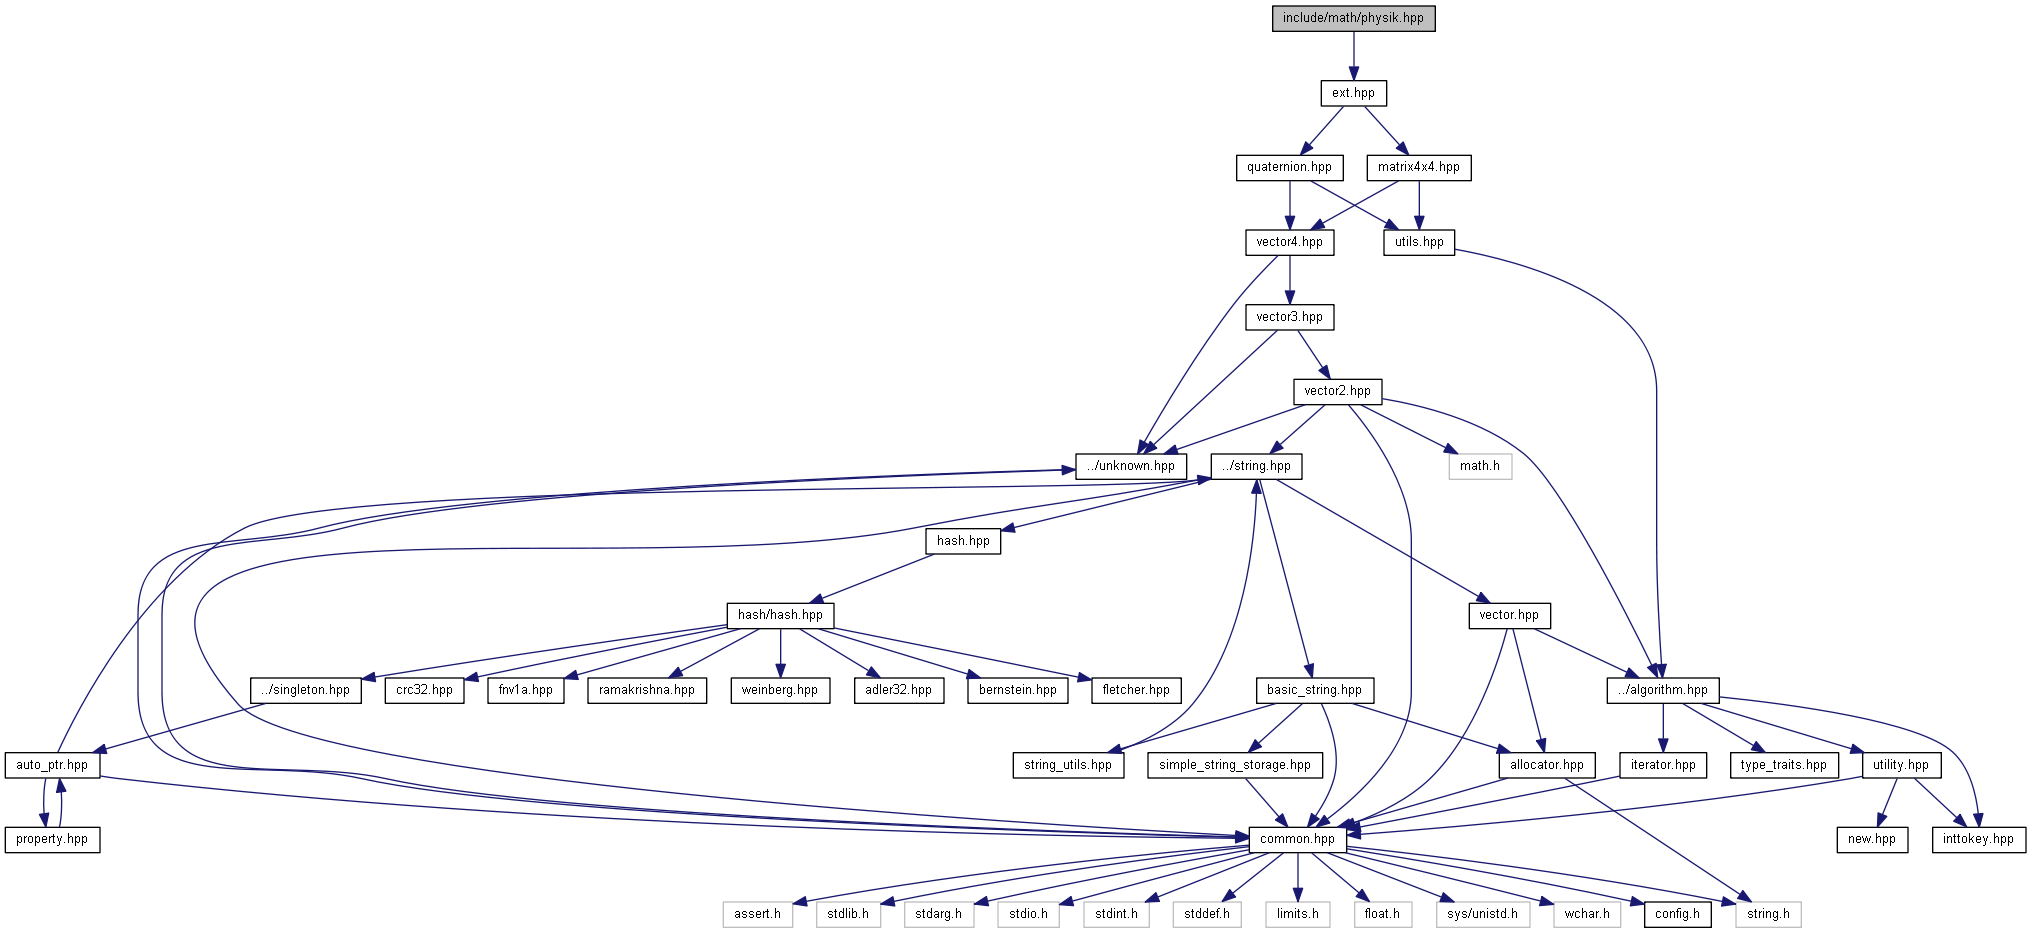 include/math/physik.hpp
ext.hpp
quaternion.hpp
matrix4x4.hpp
vector4.hpp
utils.hpp
vector3.hpp
vector2.hpp
../unknown.hpp
../string.hpp
math.h
hash.hpp
hash/hash.hpp
vector.hpp
../singleton.hpp
crc32.hpp
fnv1a.hpp
ramakrishna.hpp
weinberg.hpp
adler32.hpp
bernstein.hpp
fletcher.hpp
basic_string.hpp
../algorithm.hpp
auto_ptr.hpp
string_utils.hpp
simple_string_storage.hpp
allocator.hpp
iterator.hpp
type_traits.hpp
utility.hpp
property.hpp
common.hpp
new.hpp
inttokey.hpp
assert.h
stdlib.h
stdarg.h
stdio.h
stdint.h
stddef.h
limits.h
float.h
sys/unistd.h
wchar.h
config.h
string.h